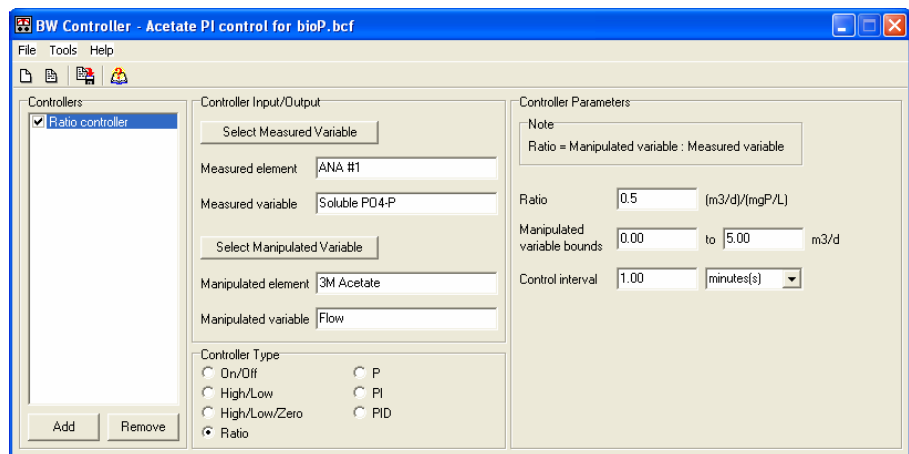 BW Controller - Acetate PI control for bioP.bcf
File Tools Help
Controllers
Ratio controller
Add Remove
Controller Input/Output
Select Measured Variable
Measured element ANA #1
Measured variable Soluble PO4-P
Select Manipulated Variable
Manipulated element 3M Acetate
Manipulated variable Flow
Controller Type
On/Off P
High/Low PI
High/Low/Zero PID
Ratio
Controller Parameters
Note
Ratio = Manipulated variable : Measured variable
Ratio 0.5 (m3/d)/(mgP/L)
Manipulated
variable bounds 0.00 to 5.00 m3/d
Control interval 1.00 minutes(s)